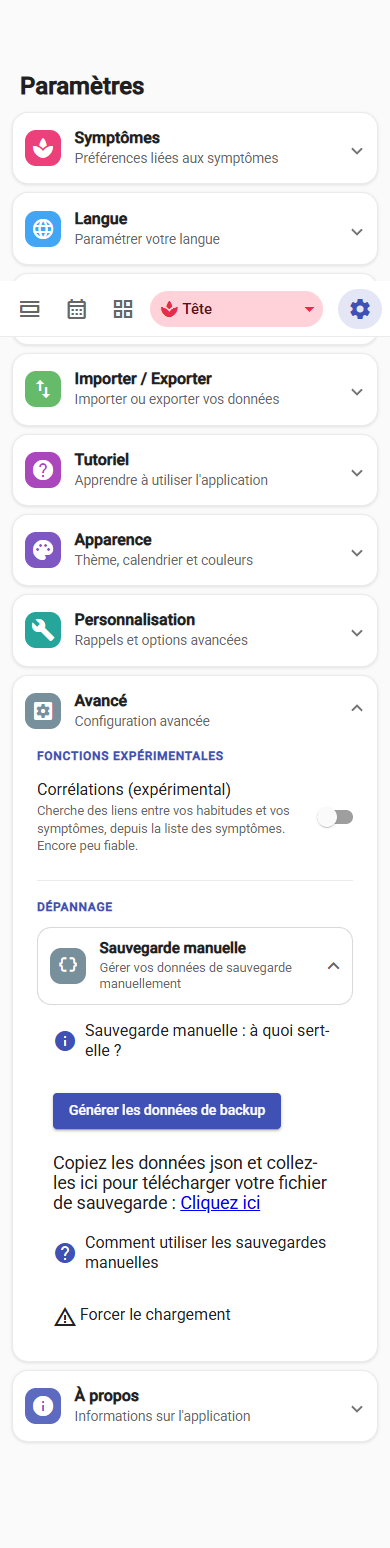 Paramètres
Symptômes
Préférences liées aux symptômes
Langue
Paramétrer votre langue
Tête
Importer / Exporter
Importer ou exporter vos données
Tutoriel
Apprendre à utiliser l'application
Apparence
Thème, calendrier et couleurs
Personnalisation
Rappels et options avancées
Avancé
Configuration avancée
FONCTIONS EXPÉRIMENTALES
Corrélations (expérimental)
Cherche des liens entre vos habitudes et vos
symptômes, depuis la liste des symptômes.
Encore peu fiable.
DÉPANNAGE
Sauvegarde manuelle
Gérer vos données de sauvegarde
manuellement
Sauvegarde manuelle : à quoi sert-
elle ?
Générer les données de backup
Copiez les données json et collez-
les ici pour télécharger votre fichier
de sauvegarde : Cliquez ici
Comment utiliser les sauvegardes
manuelles
Forcer le chargement
À propos
Informations sur l'application